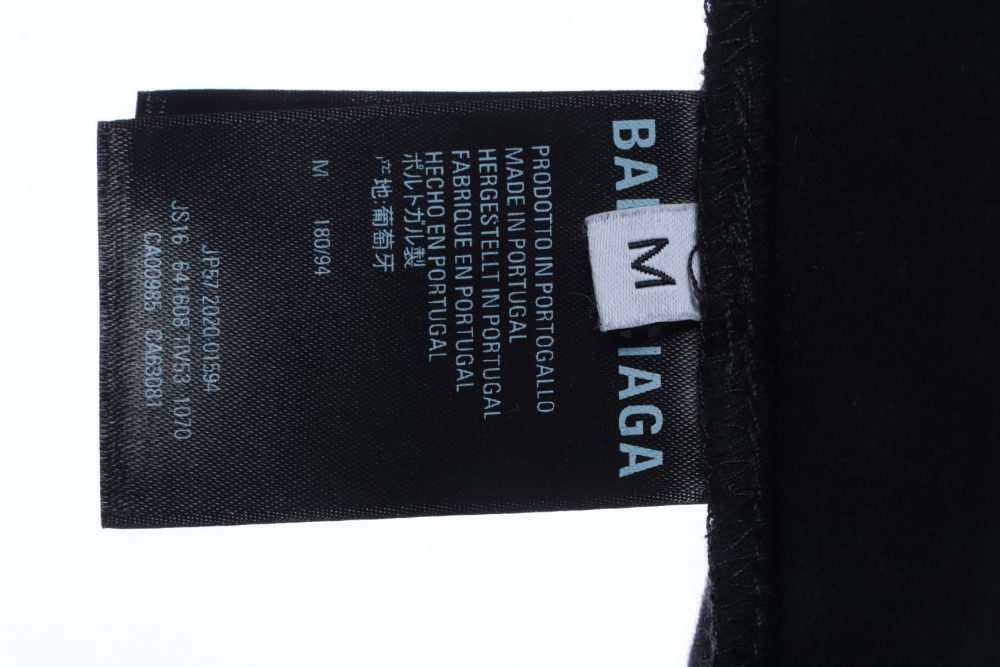 BALENCIAGA
M
PRODOTTO IN PORTOGALLO
MADE IN PORTUGAL
HERGESTELLT IN PORTUGAL
FABRIQUE EN PORTUGAL
HECHO EN PORTUGAL
ポルトガル製
产地.葡萄牙
M 180/94
JP57 2020 01594
JS16 641608 TIV53 1070
CA00985 CA63081